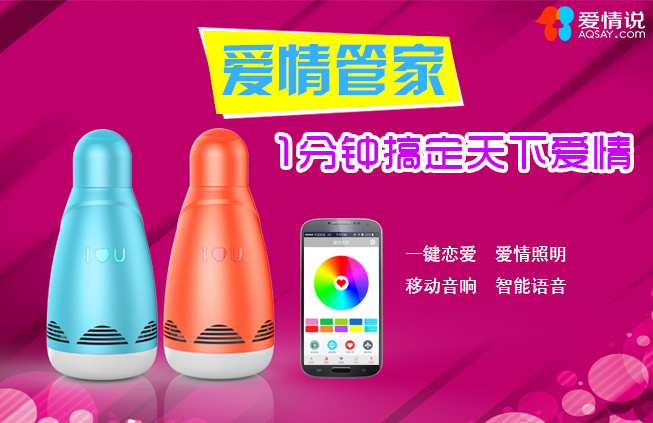 爱情说
AQSAY.com
爱情管家
1分钟搞定天下爱情
I U
I U
一键恋爱 爱情照明
移动音响 智能语音